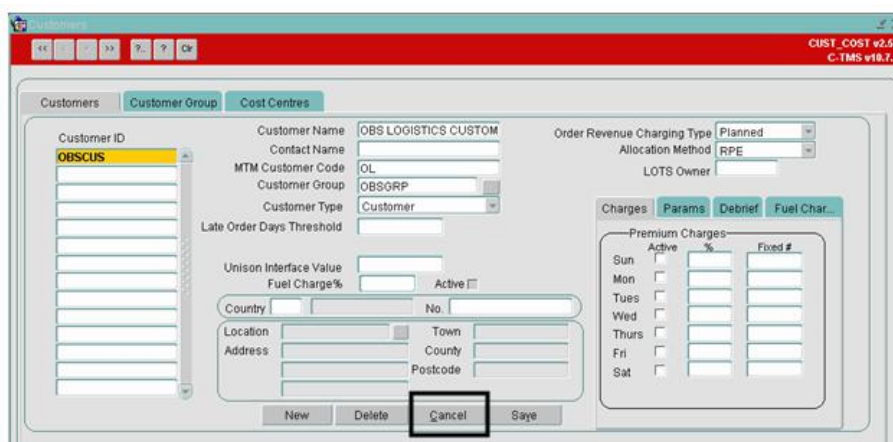 Customers
<< < > >> ?.. ? Clr
CUST_COST v2.5
C-TMS v10.7.
Customers Customer Group Cost Centres
Customer ID
OBSCUS
Customer Name OBS LOGISTICS CUSTOM
Contact Name
MTM Customer Code OL
Customer Group OBSGRP
Customer Type Customer
Late Order Days Threshold
Unison Interface Value
Fuel Charge% Active
Country No.
Location Town
Address County
Postcode
New Delete Cancel Save
Order Revenue Charging Type Planned
Allocation Method RPE
LOTS Owner
Charges Params Debrief Fuel Char...
Premium Charges
Active % Fixed #
Sun
Mon
Tues
Wed
Thurs
Fri
Sat